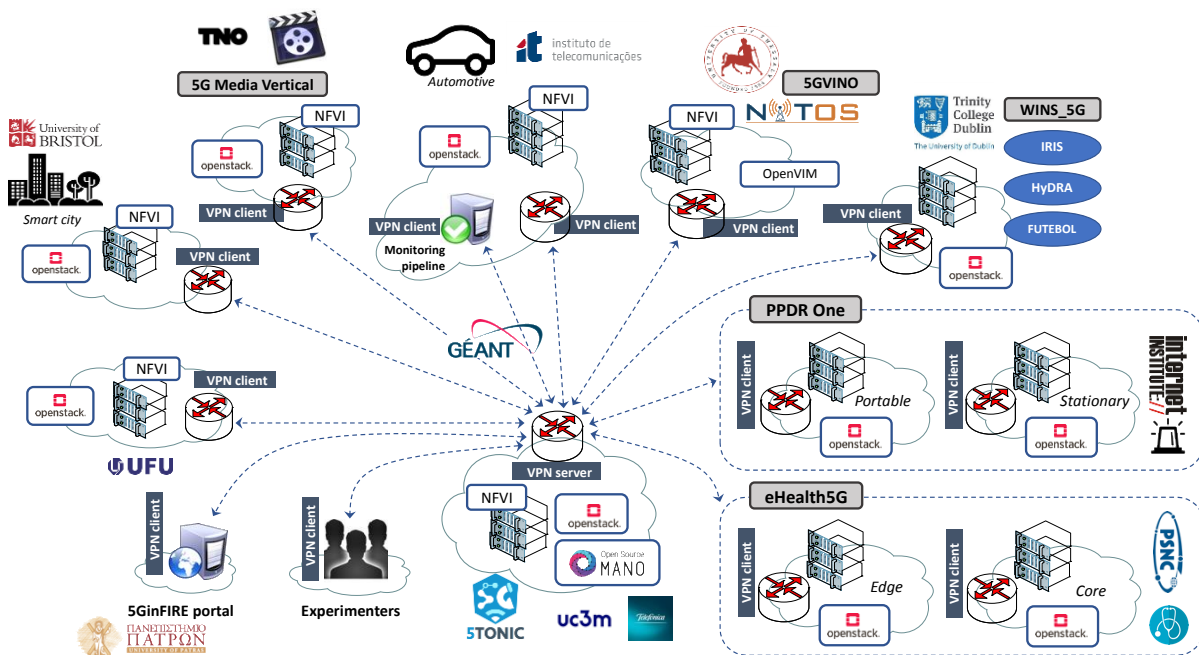 TNO
5G Media Vertical
Automotive
instituto de
telecomunicações
UNIVERSITY OF THESSALY
5GVINO
NITOS
Trinity
College
Dublin
The University of Dublin
WINS_5G
IRIS
HyDRA
FUTEBOL
University of
BRISTOL
Smart city
NFVI
openstack.
VPN client
NFVI
openstack.
VPN client
NFVI
openstack.
VPN client
Monitoring
pipeline
VPN client
NFVI
OpenVIM
VPN client
VPN client
openstack.
GÉANT
NFVI
openstack.
VPN client
UFU
PPDR One
VPN client
Portable
openstack.
VPN client
Stationary
openstack.
internet
INSTITUTE//
VPN server
NFVI
openstack.
Open Source
MANO
5G
5TONIC
uc3m
Telefónica
VPN client
5GinFIRE portal
ΠΑΝΕΠΙΣΤΗΜΙΟ
ΠΑΤΡΩΝ
UNIVERSITY OF PATRAS
VPN client
Experimenters
eHealth5G
VPN client
Edge
openstack.
VPN client
Core
openstack.
PSNC